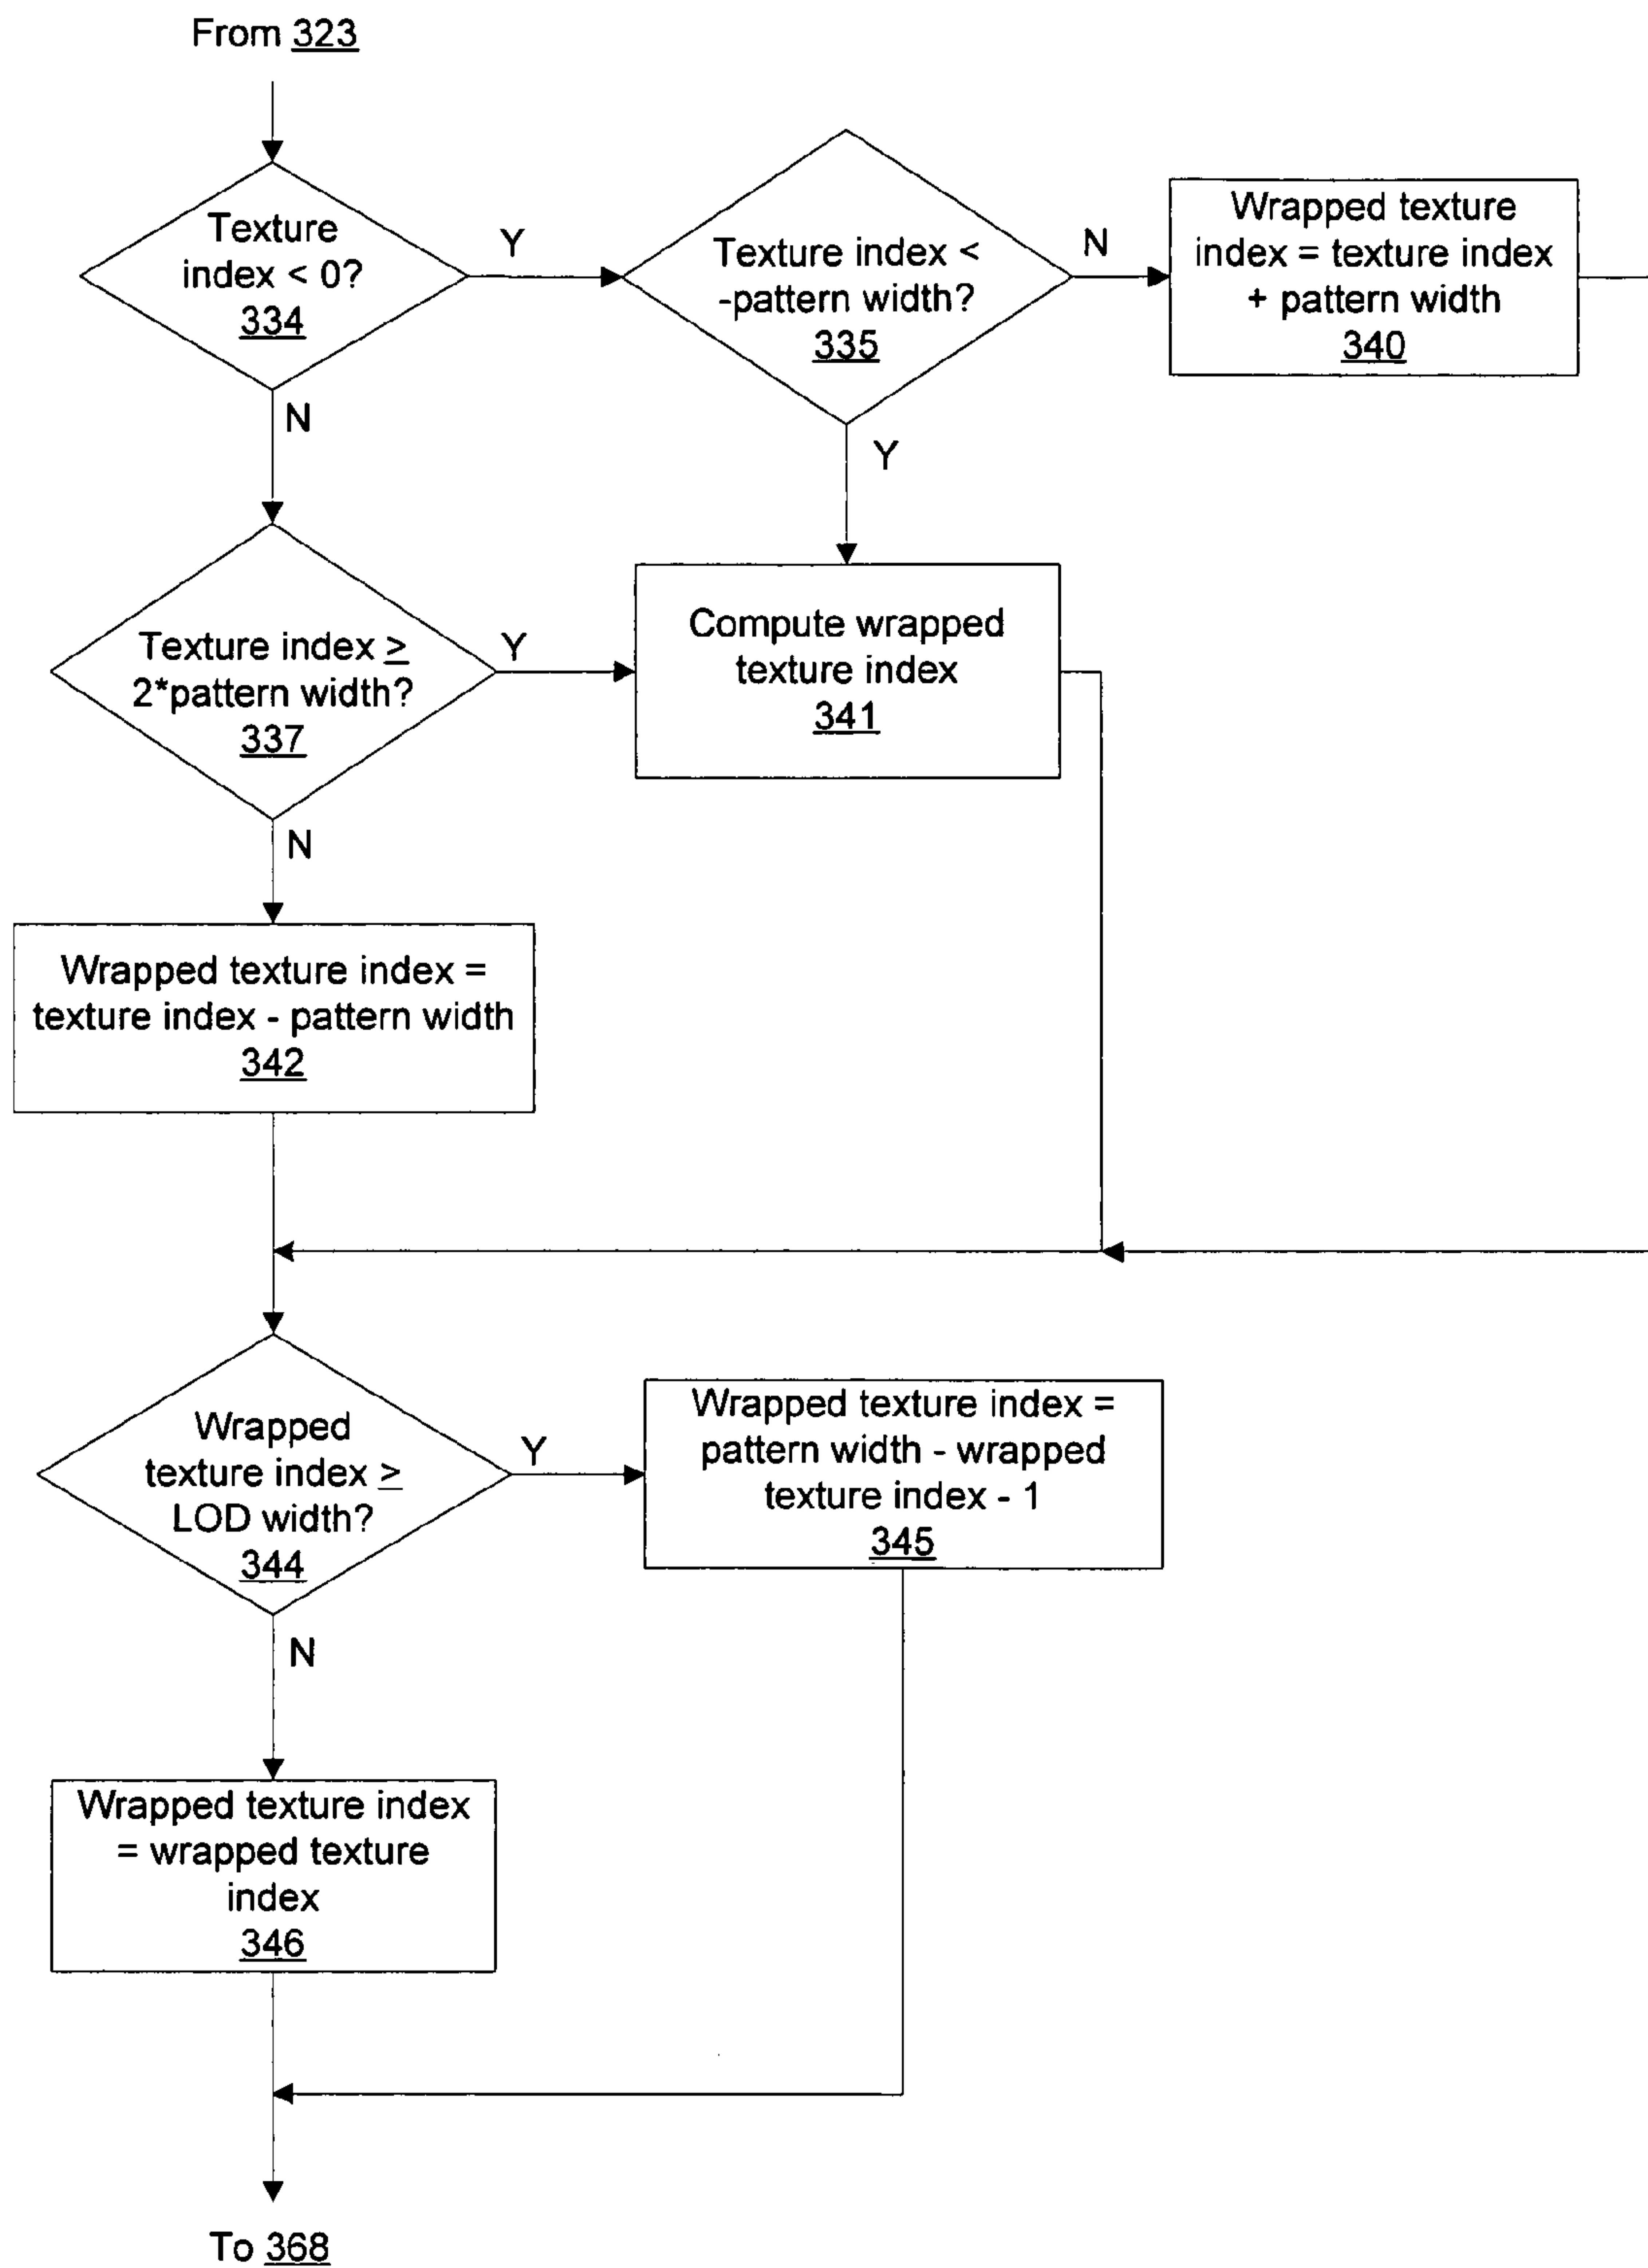 From 323
Texture
index < 0?
334
Y
Texture index <
-pattern width?
335
N
Wrapped texture
index = texture index
+ pattern width
340
N
Y
Texture index ≥
2*pattern width?
337
Y
Compute wrapped
texture index
341
N
Wrapped texture index =
texture index - pattern width
342
Wrapped
texture index ≥
LOD width?
344
Y
Wrapped texture index =
pattern width - wrapped
texture index - 1
345
N
Wrapped texture index
= wrapped texture
index
346
To 368